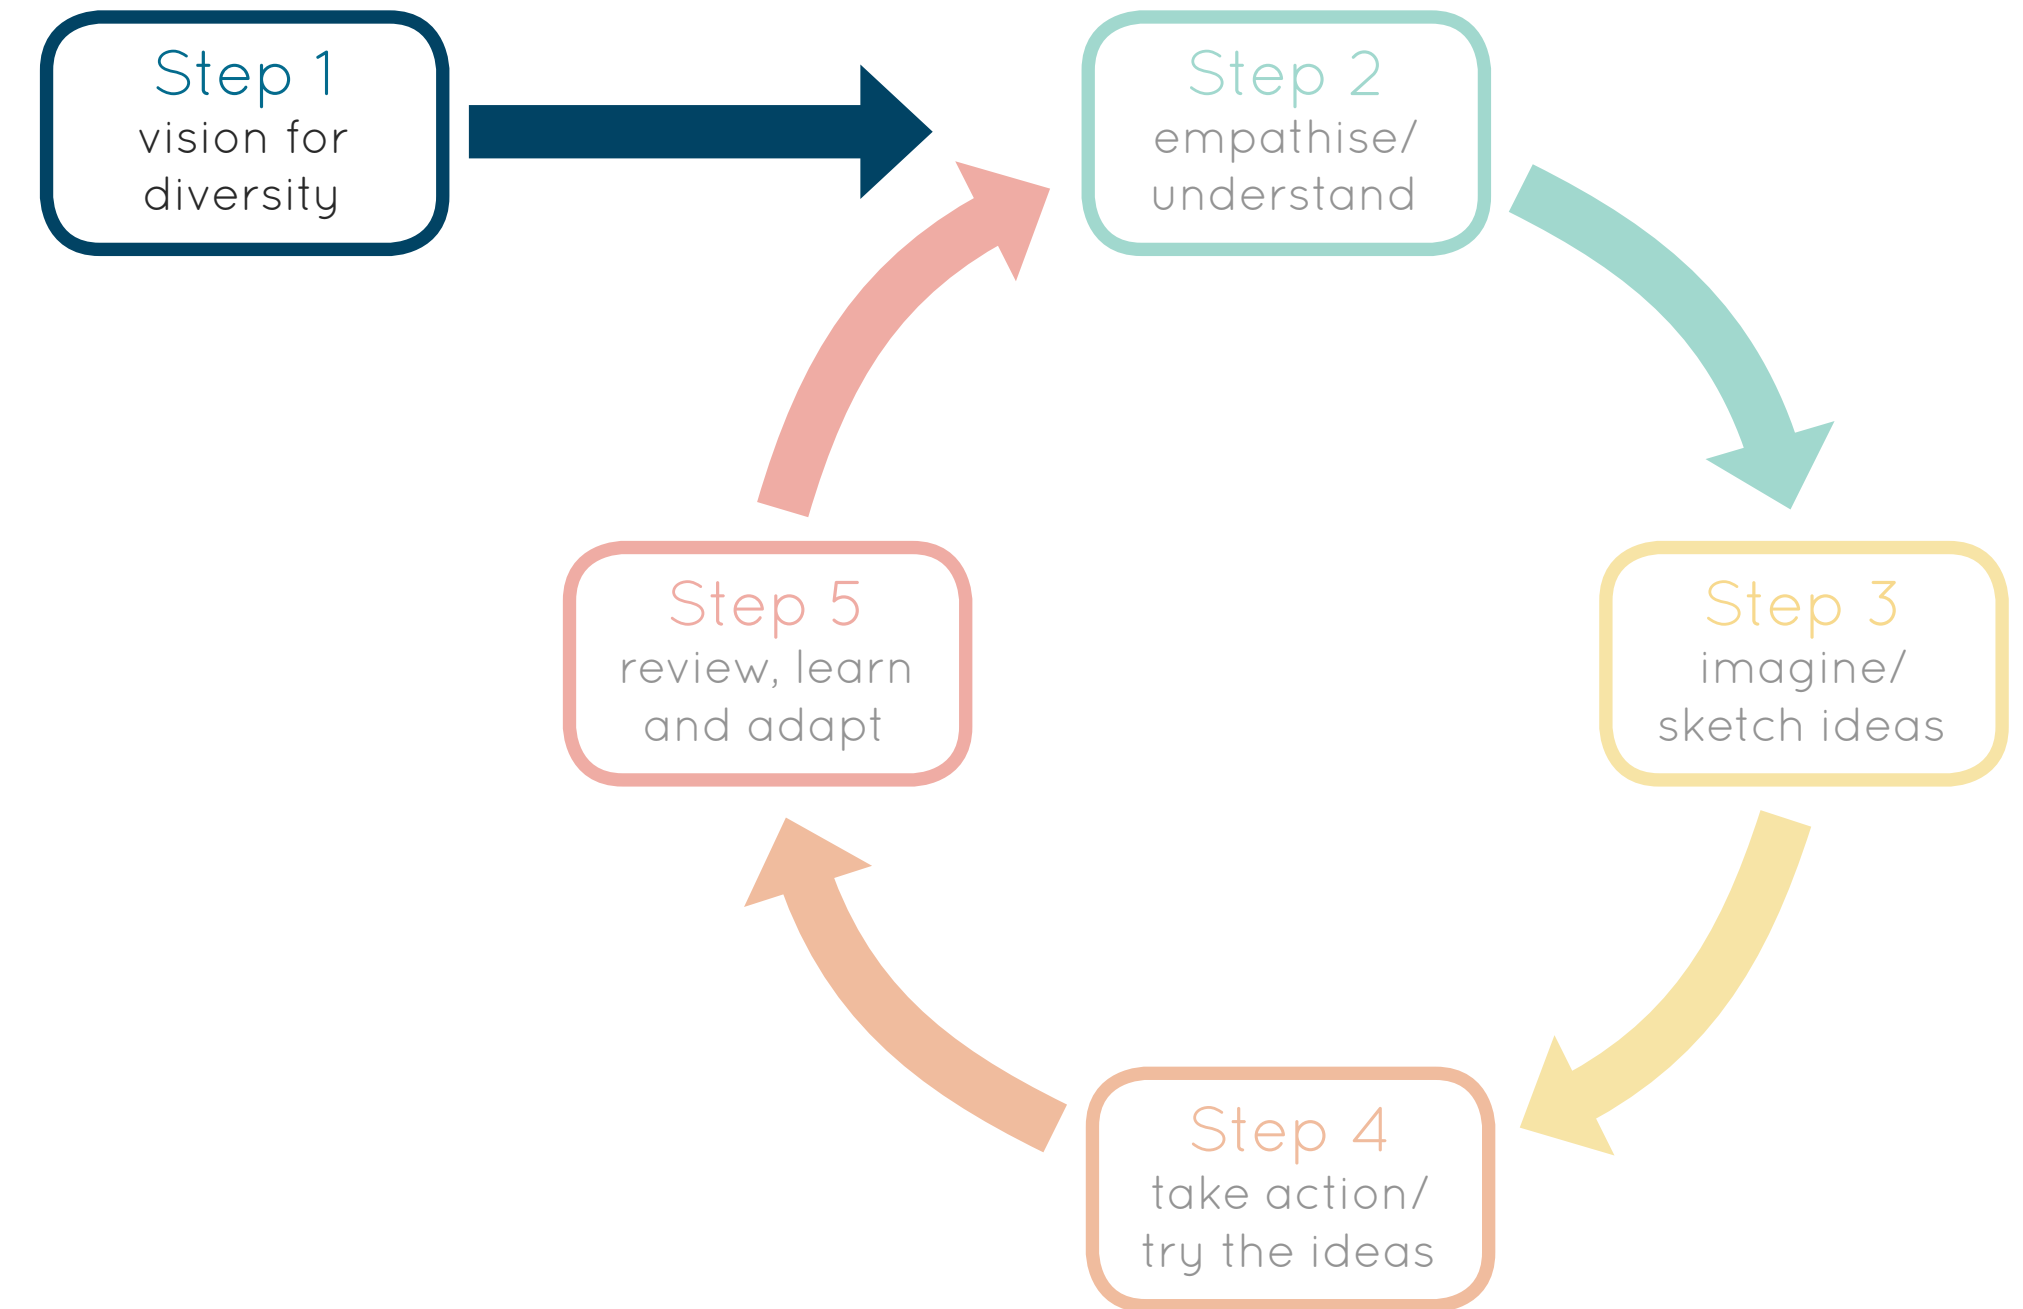 Step 1
vision for
diversity
Step 2
empathise/
understand
Step 3
imagine/
sketch ideas
Step 4
take action/
try the ideas
Step 5
review, learn
and adapt